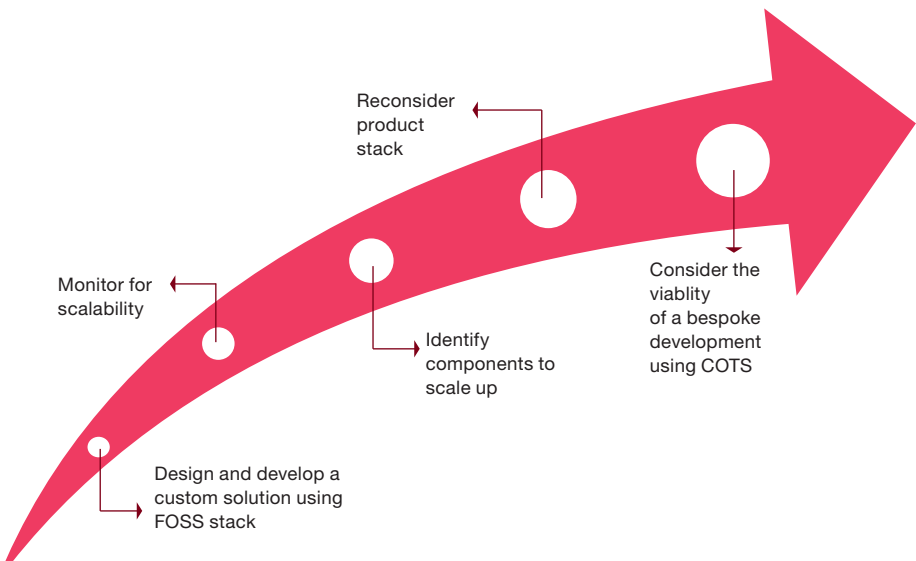 Reconsider
product
stack
Monitor for
scalability
Consider the
viablity
of a bespoke
development
using COTS
Identify
components to
scale up
Design and develop a
custom solution using
FOSS stack